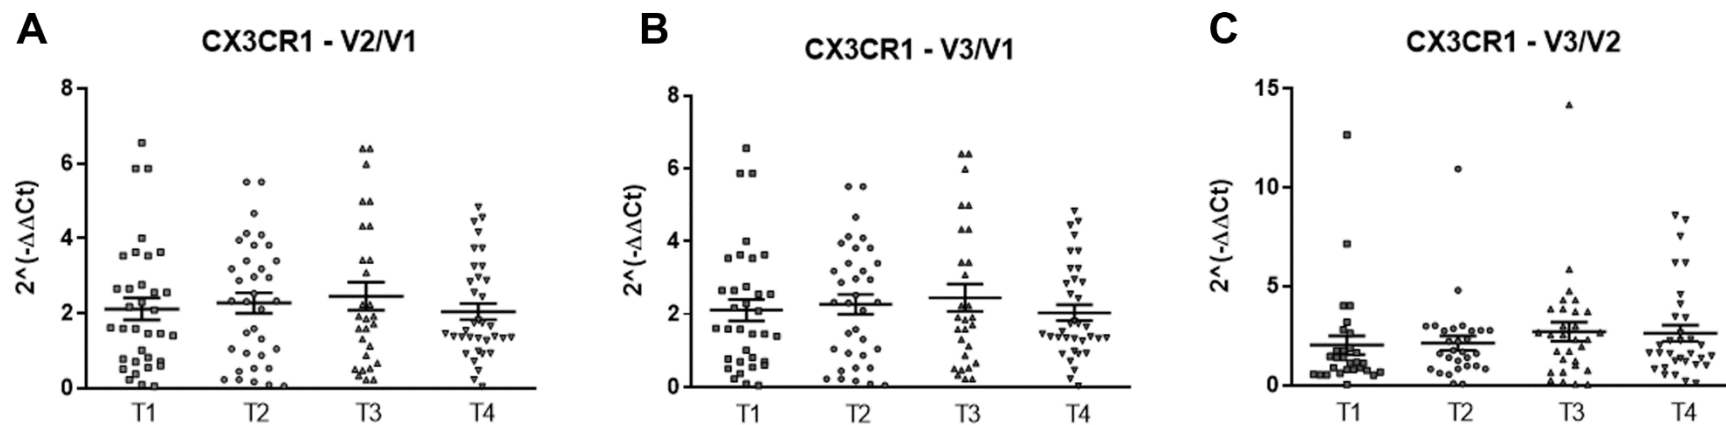 A
CX3CR1 - V2/V1
2^(-ΔΔCt)
8
6
4
2
0
T1 T2 T3 T4
B
CX3CR1 - V3/V1
2^(-ΔΔCt)
8
6
4
2
0
T1 T2 T3 T4
C
CX3CR1 - V3/V2
2^(-ΔΔCt)
15
10
5
0
T1 T2 T3 T4